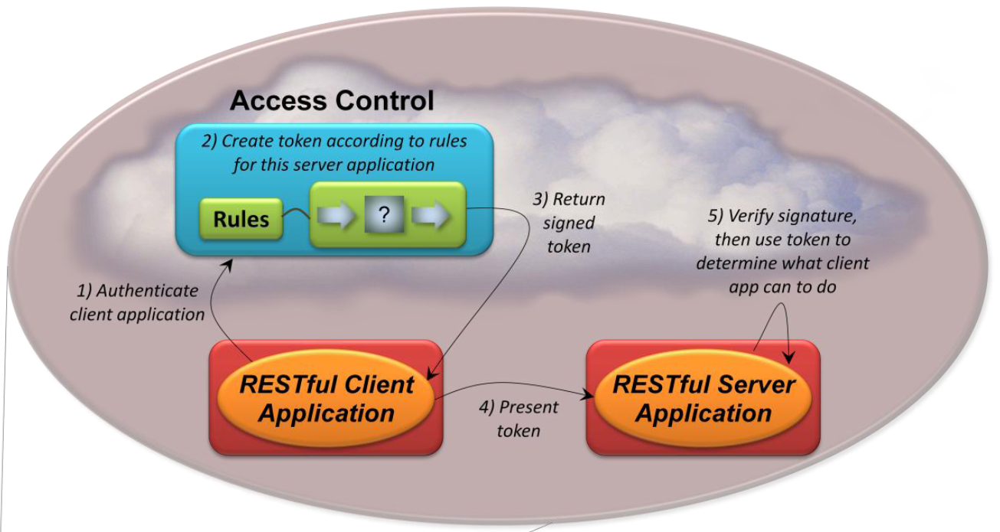 Access Control
2) Create token according to rules
for this server application
Rules
?
3) Return
signed
token
5) Verify signature,
then use token to
determine what client
app can to do
1) Authenticate
client application
RESTful Client
Application
4) Present
token
RESTful Server
Application